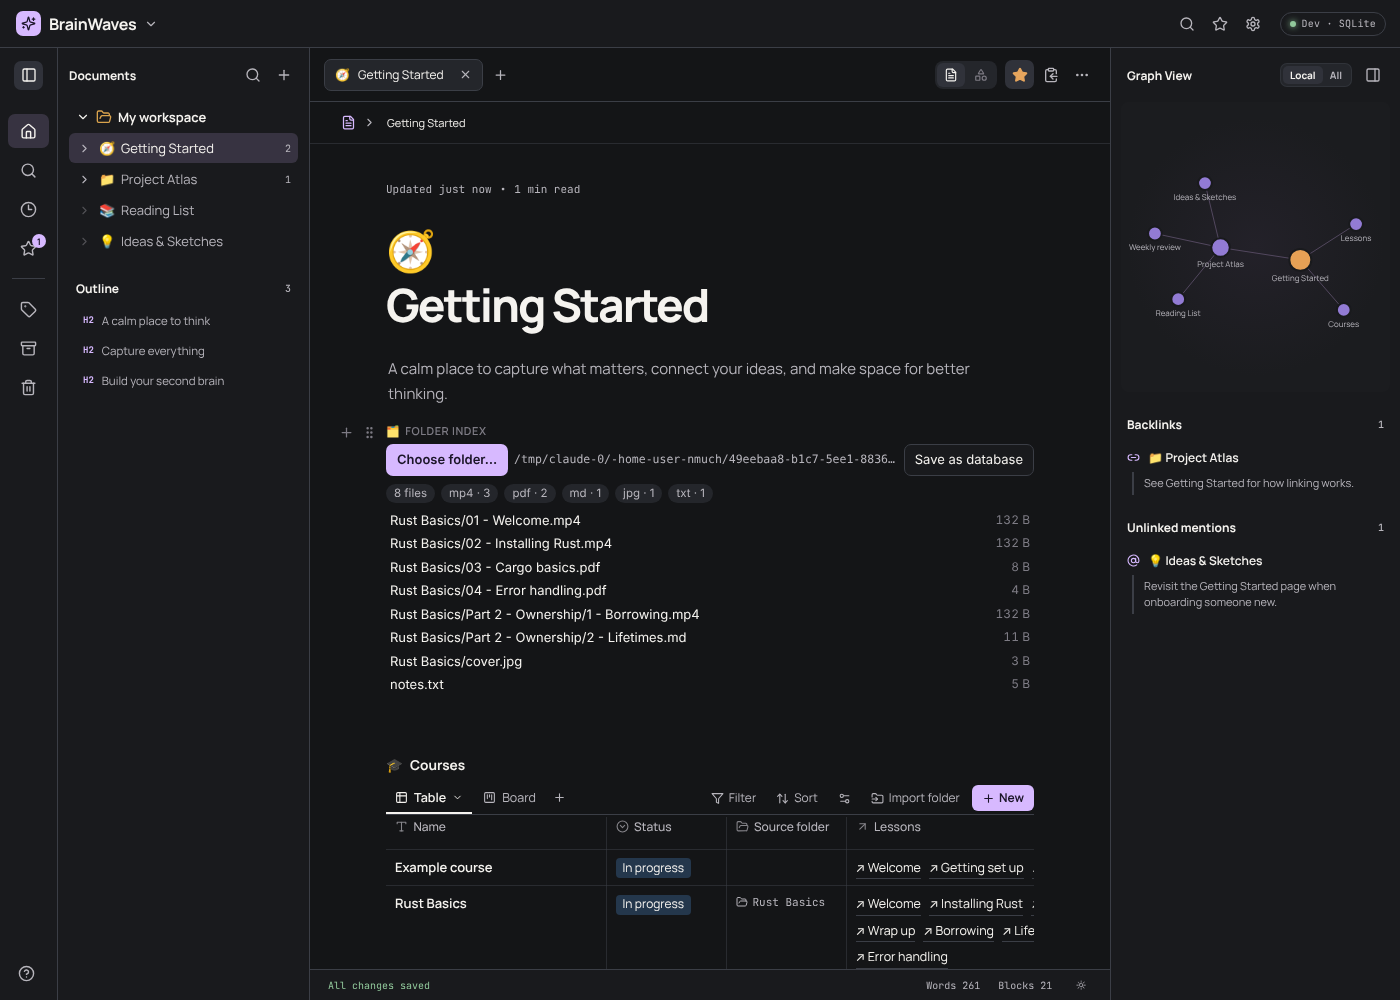 BrainWaves
Dev · SQLite
Documents
My workspace
Getting Started 2
Project Atlas 1
Reading List
Ideas & Sketches
1
Outline 3
H2 A calm place to think
H2 Capture everything
H2 Build your second brain
Getting Started
Getting Started
Updated just now • 1 min read
Getting Started
A calm place to capture what matters, connect your ideas, and make space for better
thinking.
FOLDER INDEX
Choose folder... /tmp/claude-0/-home-user-nmuch/49eebaa8-b1c7-5ee1-8836… Save as database
8 files mp4 · 3 pdf · 2 md · 1 jpg · 1 txt · 1
Rust Basics/01 - Welcome.mp4 132 B
Rust Basics/02 - Installing Rust.mp4 132 B
Rust Basics/03 - Cargo basics.pdf 8 B
Rust Basics/04 - Error handling.pdf 4 B
Rust Basics/Part 2 - Ownership/1 - Borrowing.mp4 132 B
Rust Basics/Part 2 - Ownership/2 - Lifetimes.md 11 B
Rust Basics/cover.jpg 3 B
notes.txt 5 B
Courses
Table Board Filter Sort Import folder New
Name Status Source folder Lessons
Example course In progress Welcome Getting set up
Rust Basics In progress Rust Basics Welcome Installing Rust
Wrap up Borrowing Life
Error handling
All changes saved Words 261 Blocks 21
Graph View Local All
Ideas & Sketches
Lessons
Weekly review
Project Atlas
Getting Started
Reading List
Courses
Backlinks 1
Project Atlas
See Getting Started for how linking works.
Unlinked mentions 1
Ideas & Sketches
Revisit the Getting Started page when
onboarding someone new.